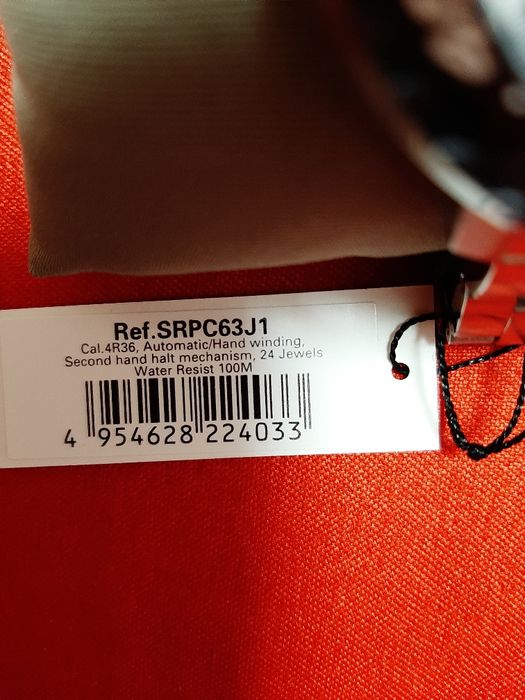 Ref.SRPC63J1
Cal.4R36, Automatic/Hand winding,
Second hand halt mechanism, 24 Jewels
Water Resist 100M
4 954628 224033